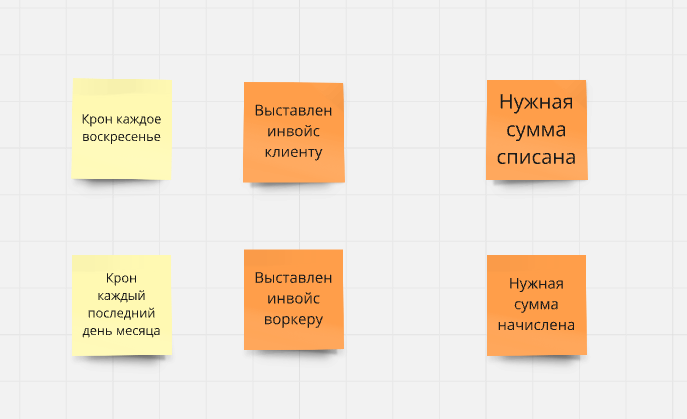 Крон каждое
воскресенье
Выставлен
инвойс
клиенту
Нужная
сумма
списана
Крон
каждый
последний
день месяца
Выставлен
инвойс
воркеру
Нужная
сумма
начислена